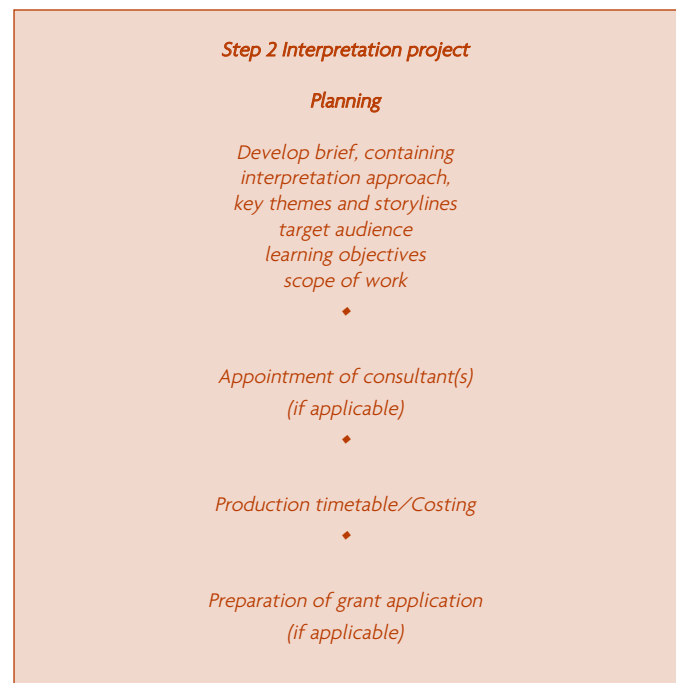 Step 2 Interpretation project
Planning
Develop brief, containing
interpretation approach,
key themes and storylines
target audience
learning objectives
scope of work
◆
Appointment of consultant(s)
(if applicable)
◆
Production timetable/Costing
◆
Preparation of grant application
(if applicable)